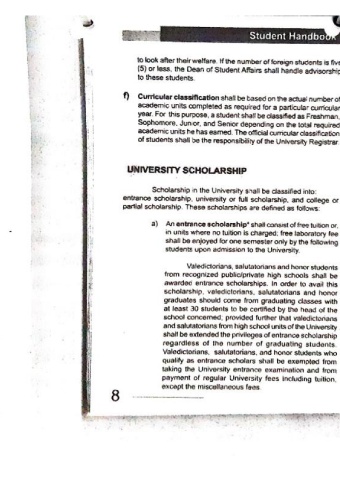 Student Handbook
to look after their welfare. If the number of foreign students is five
(5) or less, the Dean of Student Affairs shall handle advisorship
to these students.
f) Curricular classification shall be based on the actual number of
academic units completed as required for a particular curricular
year. For this purpose, a student shall be classified as Freshman,
Sophomore, Junior, and Senior depending on the total required
academic units he has earned. The official curricular classification
of students shall be the responsibility of the University Registrar.
UNIVERSITY SCHOLARSHIP
Scholarship in the University shall be classified into:
entrance scholarship, university or full scholarship, and college or
partial scholarship. These scholarships are defined as follows:
a) An entrance scholarship* shall consist of free tuition or,
in units where no tuition is charged; free laboratory fee
shall be enjoyed for one semester only by the following
students upon admission to the University.
Valedictorians, salutatorians and honor students
from recognized public/private high schools shall be
awarded entrance scholarships. In order to avail this
scholarship, valedictorians, salutatorians and honor
graduates should come from graduating classes with
at least 30 students to be certified by the head of the
school concerned; provided further that valedictorians
and salutatorians from high school units of the University
shall be extended the privileges of entrance scholarship
regardless of the number of graduating students.
Valedictorians, salutatorians, and honor students who
qualify as entrance scholars shall be exempted from
taking the University entrance examination and from
payment of regular University fees including tuition,
except the miscellaneous fees.
8